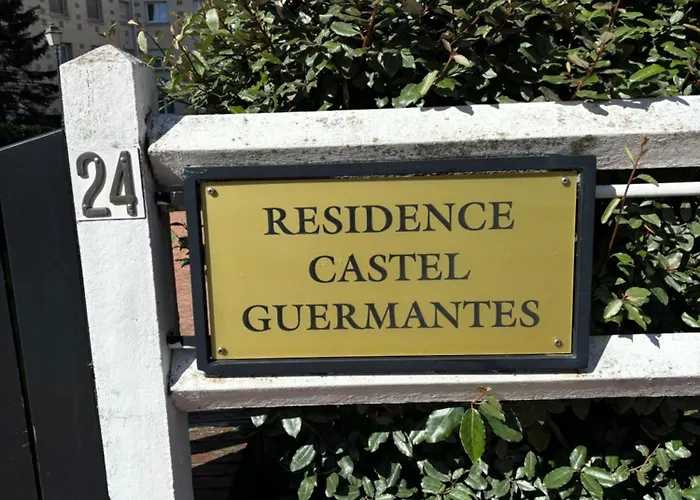 24
RESIDENCE
CASTEL
GUERMANTES